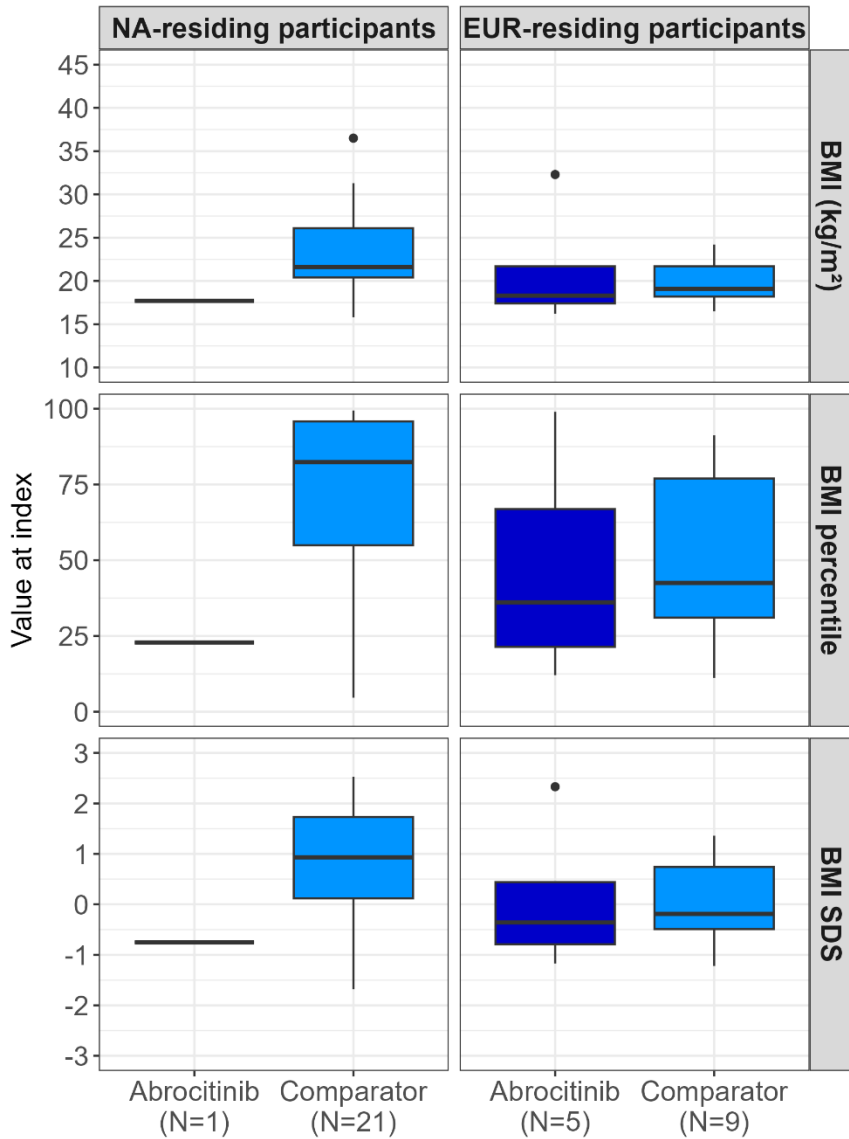 NA-residing participants
EUR-residing participants
Value at index
45
40
35
30
25
20
15
10
BMI (kg/m²)
100
75
50
25
0
BMI percentile
3
2
1
0
-1
-2
-3
BMI SDS
Abrocitinib
(N=1)
Comparator
(N=21)
Abrocitinib
(N=5)
Comparator
(N=9)